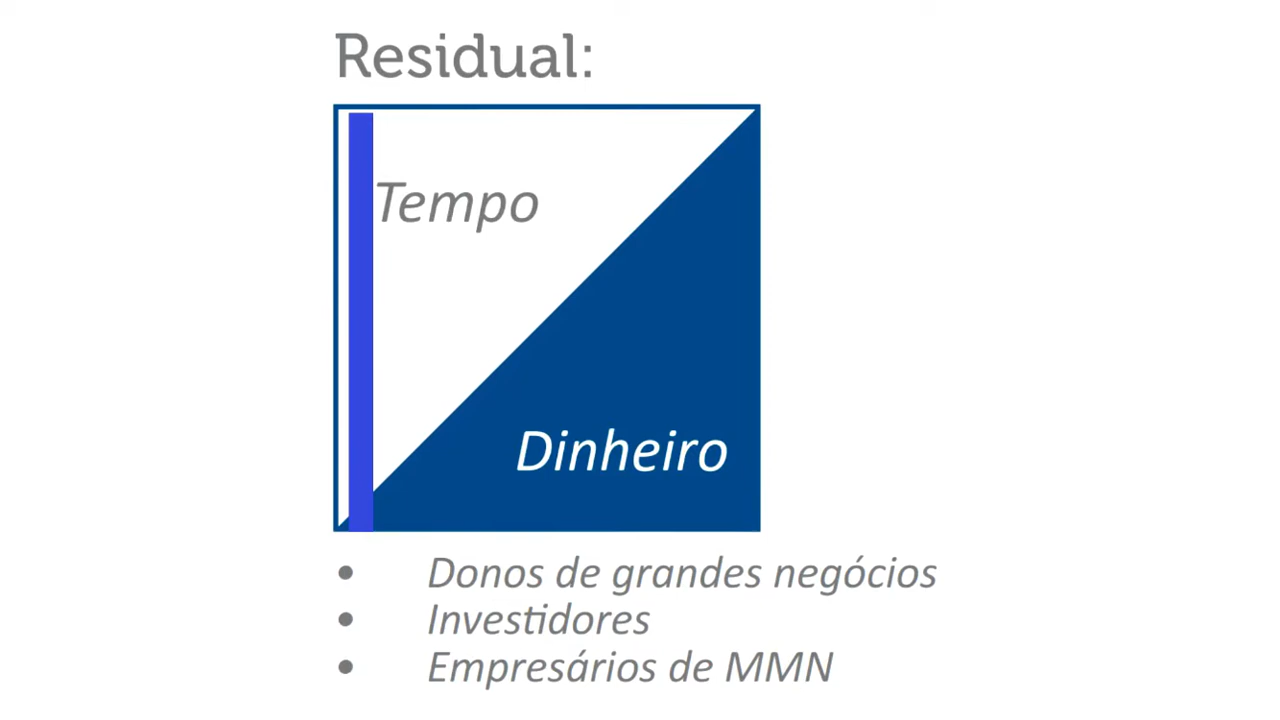 Residual:
Tempo
Dinheiro
• Donos de grandes negócios
• Investidores
• Empresários de MMN